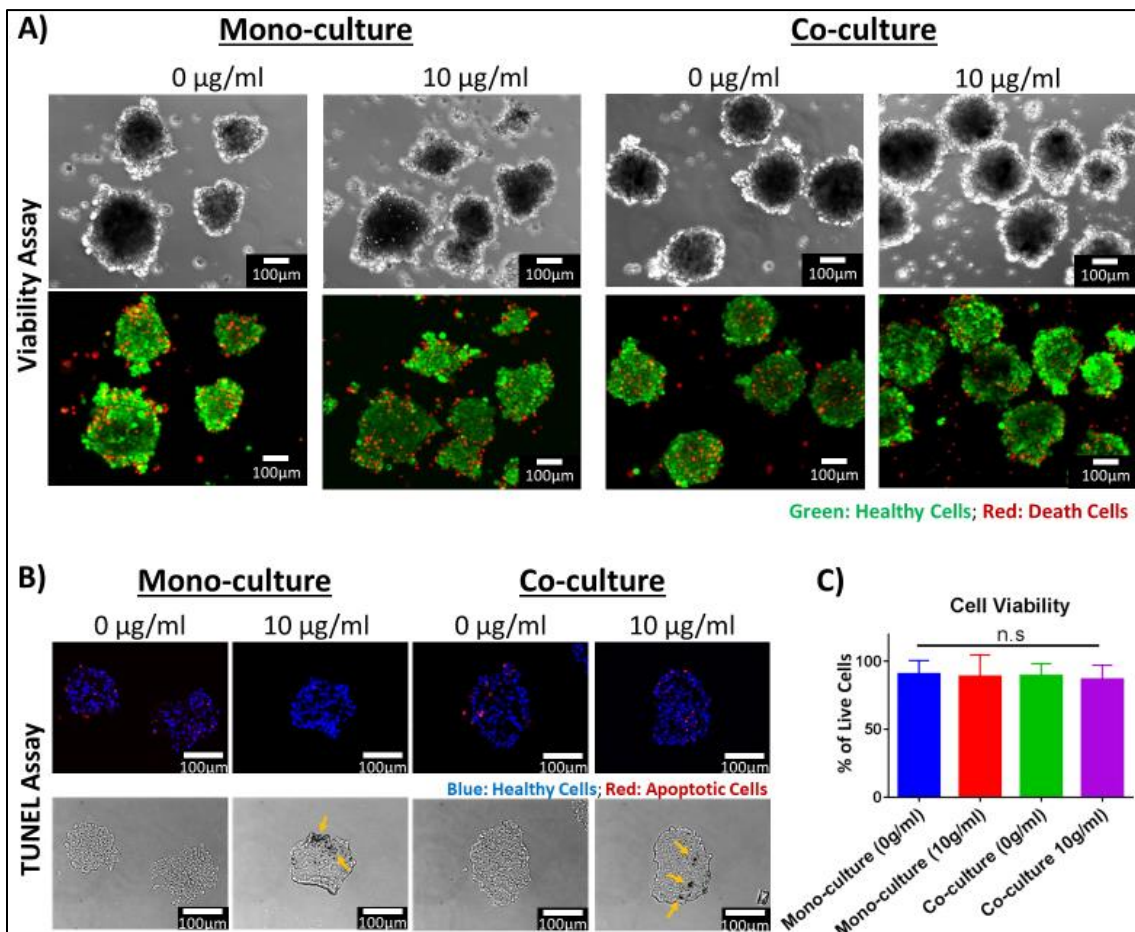 A)
Mono-culture
Co-culture
0 µg/ml
10 µg/ml
0 µg/ml
10 µg/ml
Viability Assay
100µm
100µm
100µm
100µm
100µm
100µm
100µm
100µm
Green: Healthy Cells; Red: Death Cells
B)
Mono-culture
Co-culture
0 µg/ml
10 µg/ml
0 µg/ml
10 µg/ml
TUNEL Assay
100µm
100µm
100µm
100µm
Blue: Healthy Cells; Red: Apoptotic Cells
100µm
100µm
100µm
100µm
C)
Cell Viability
n.s
% of Live Cells
100
50
0
Mono-culture (0g/ml)
Mono-culture (10g/ml)
Co-culture (0g/ml)
Co-culture 10g/ml)